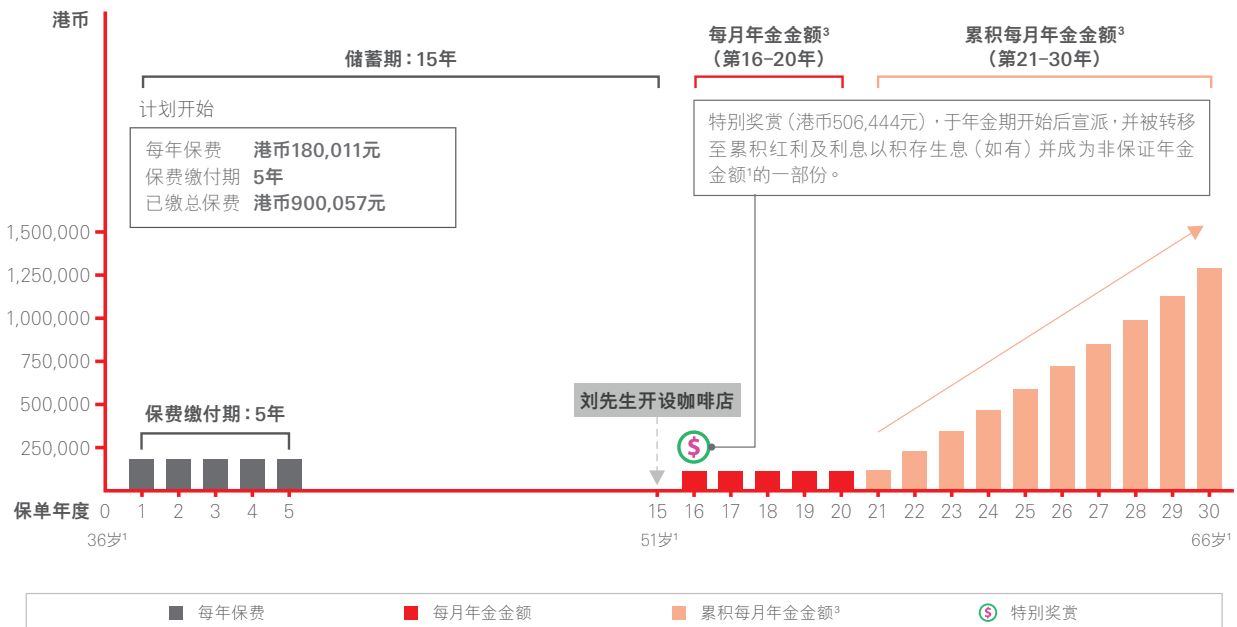 港币
储蓄期：15年
每月年金金额³
（第16–20年）
累积每月年金金额³
（第21–30年）
计划开始
每年保费 港币180,011元
保费缴付期 5年
已缴总保费 港币900,057元
特别奖赏（港币506,444元），于年金期开始后宣派，并被转移
至累积红利及利息以积存生息（如有）并成为非保证年金
金额¹的一部份。
1,500,000
1,250,000
1,000,000
750,000
500,000
250,000
保费缴付期：5年
刘先生开设咖啡店
$
保单年度 0 1 2 3 4 5 15 16 17 18 19 20 21 22 23 24 25 26 27 28 29 30
36岁¹ 51岁¹ 66岁¹
每年保费 每月年金金额 累积每月年金金额³ $ 特别奖赏